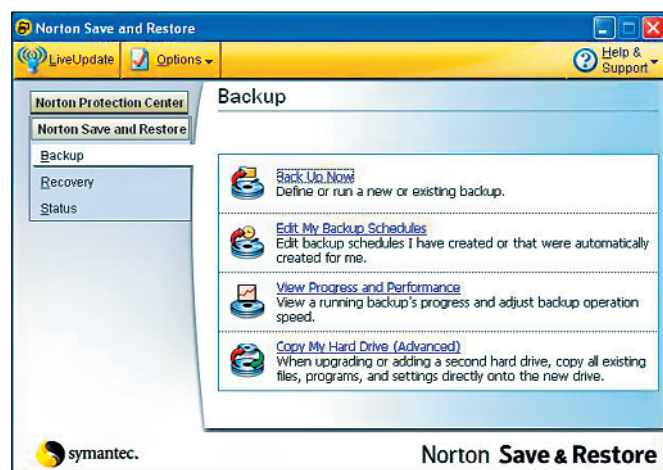 Norton Save and Restore
LiveUpdate Options Help & Support
Norton Protection Center
Norton Save and Restore
Backup
Recovery
Status
Backup
Back Up Now
Define or run a new or existing backup.
Edit My Backup Schedules
Edit backup schedules I have created or that were automatically
created for me.
View Progress and Performance
View a running backup's progress and adjust backup operation
speed.
Copy My Hard Drive (Advanced)
When upgrading or adding a second hard drive, copy all existing
files, programs, and settings directly onto the new drive.
symantec.
Norton Save & Restore